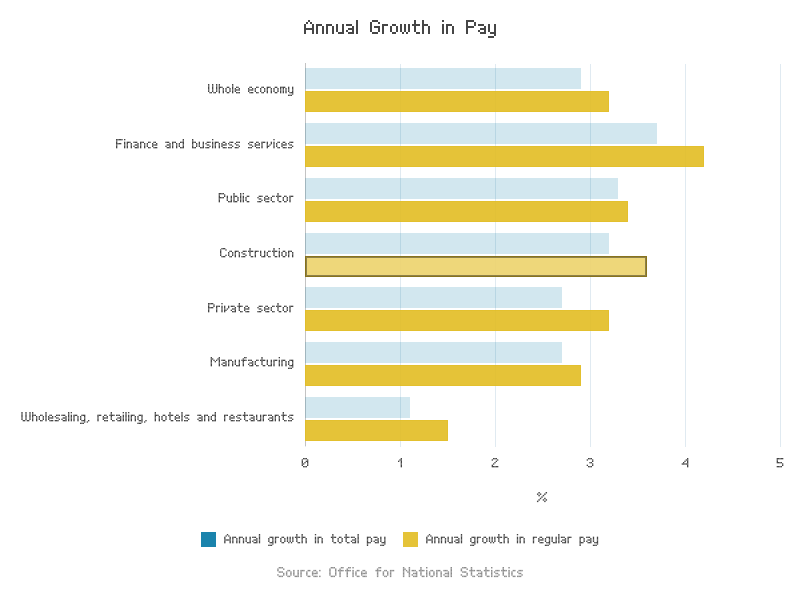 Annual Growth in Pay
Whole economy
Finance and business services
Public sector
Construction
Private sector
Manufacturing
Wholesaling, retailing, hotels and restaurants
0 1 2 3 4 5
%
Annual growth in total pay Annual growth in regular pay
Source: Office for National Statistics